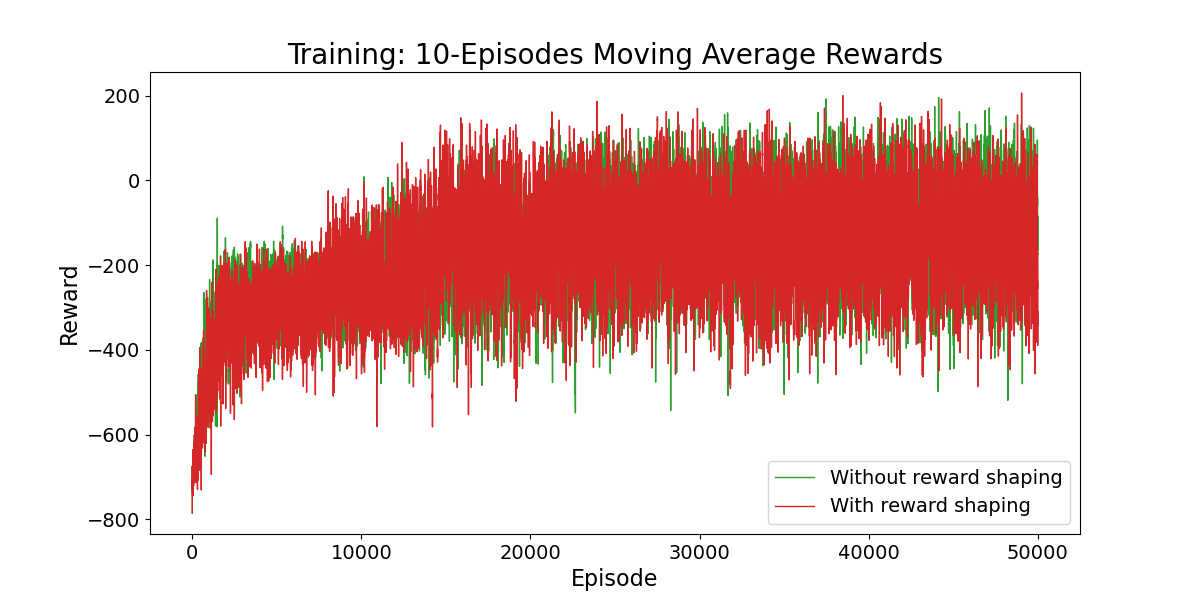 Training: 10-Episodes Moving Average Rewards
200
0
−200
−400
−600
−800
Reward
Without reward shaping
With reward shaping
0 10000 20000 30000 40000 50000
Episode